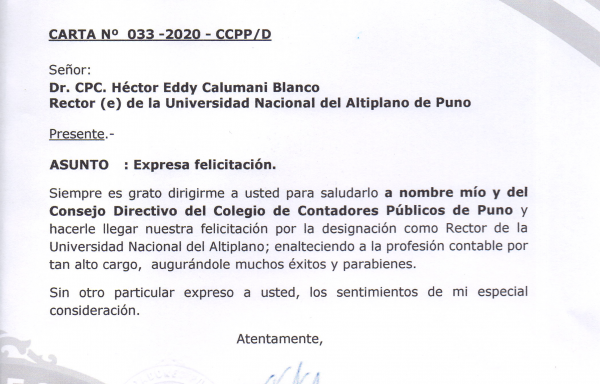 CARTA Nº 033 -2020 - CCPP/D
Señor:
Dr. CPC. Héctor Eddy Calumani Blanco
Rector (e) de la Universidad Nacional del Altiplano de Puno
Presente.-
ASUNTO : Expresa felicitación.
Siempre es grato dirigirme a usted para saludarlo a nombre mío y del
Consejo Directivo del Colegio de Contadores Públicos de Puno y
hacerle llegar nuestra felicitación por la designación como Rector de la
Universidad Nacional del Altiplano; enalteciendo a la profesión contable por
tan alto cargo, augurándole muchos éxitos y parabienes.
Sin otro particular expreso a usted, los sentimientos de mi especial
consideración.
Atentamente,